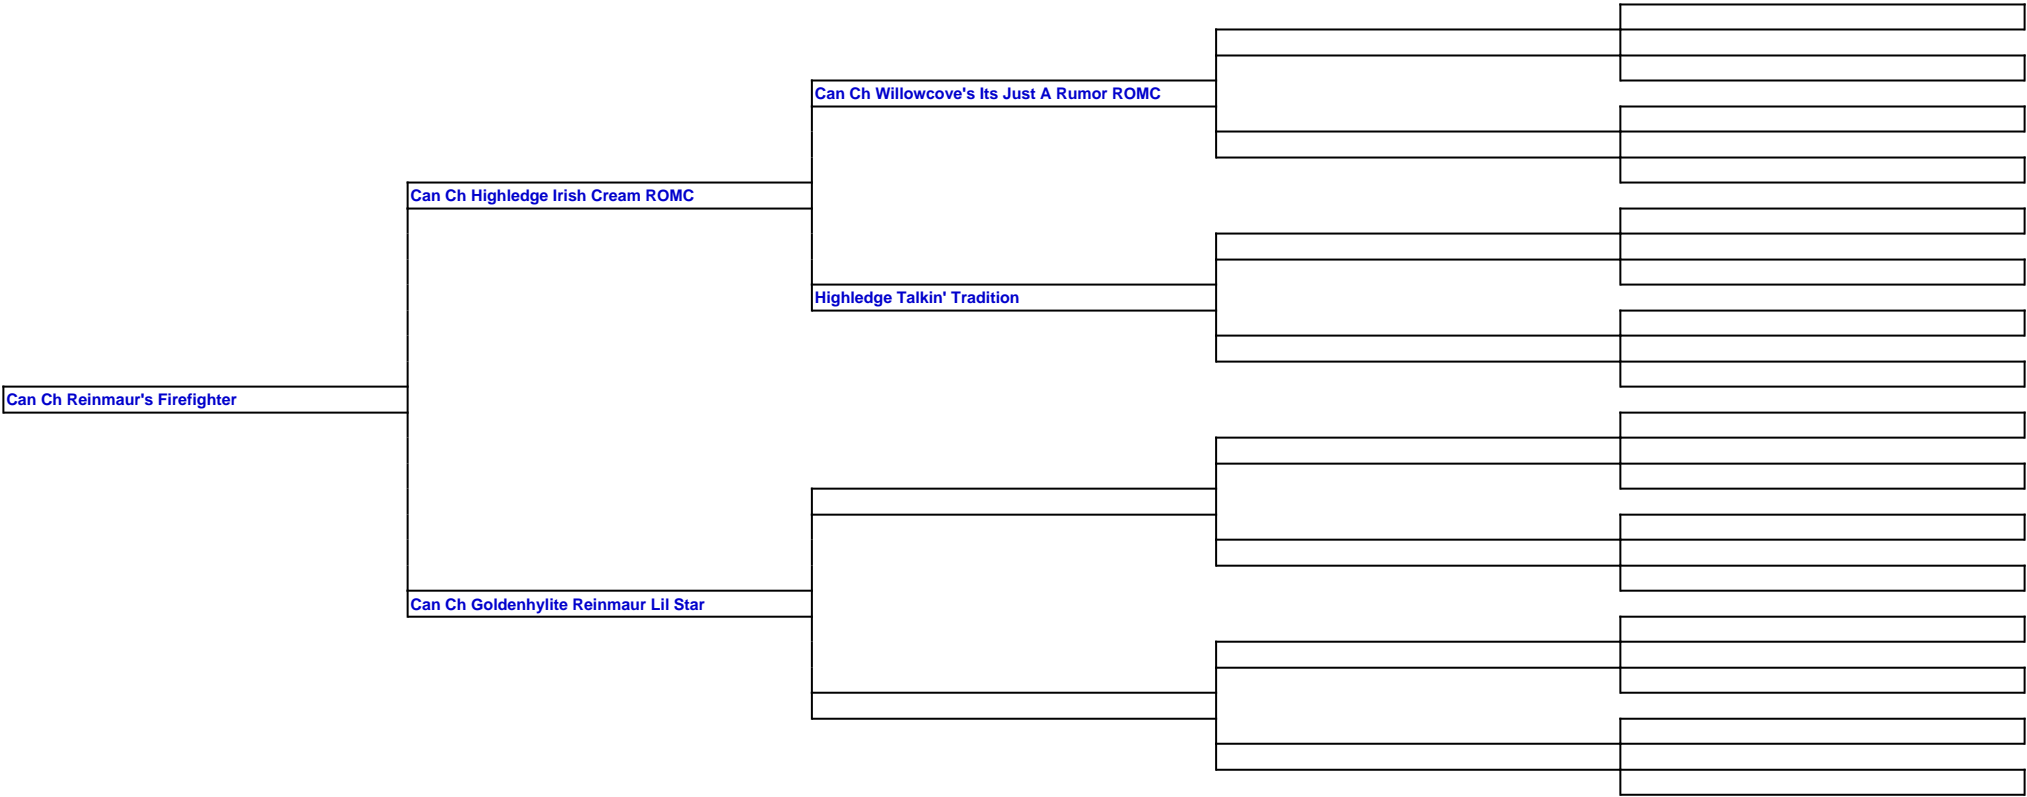 Can Ch Willowcove's Its Just A Rumor ROMC
Can Ch Highledge Irish Cream ROMC
Highledge Talkin' Tradition
Can Ch Reinmaur's Firefighter
Can Ch Goldenhylite Reinmaur Lil Star